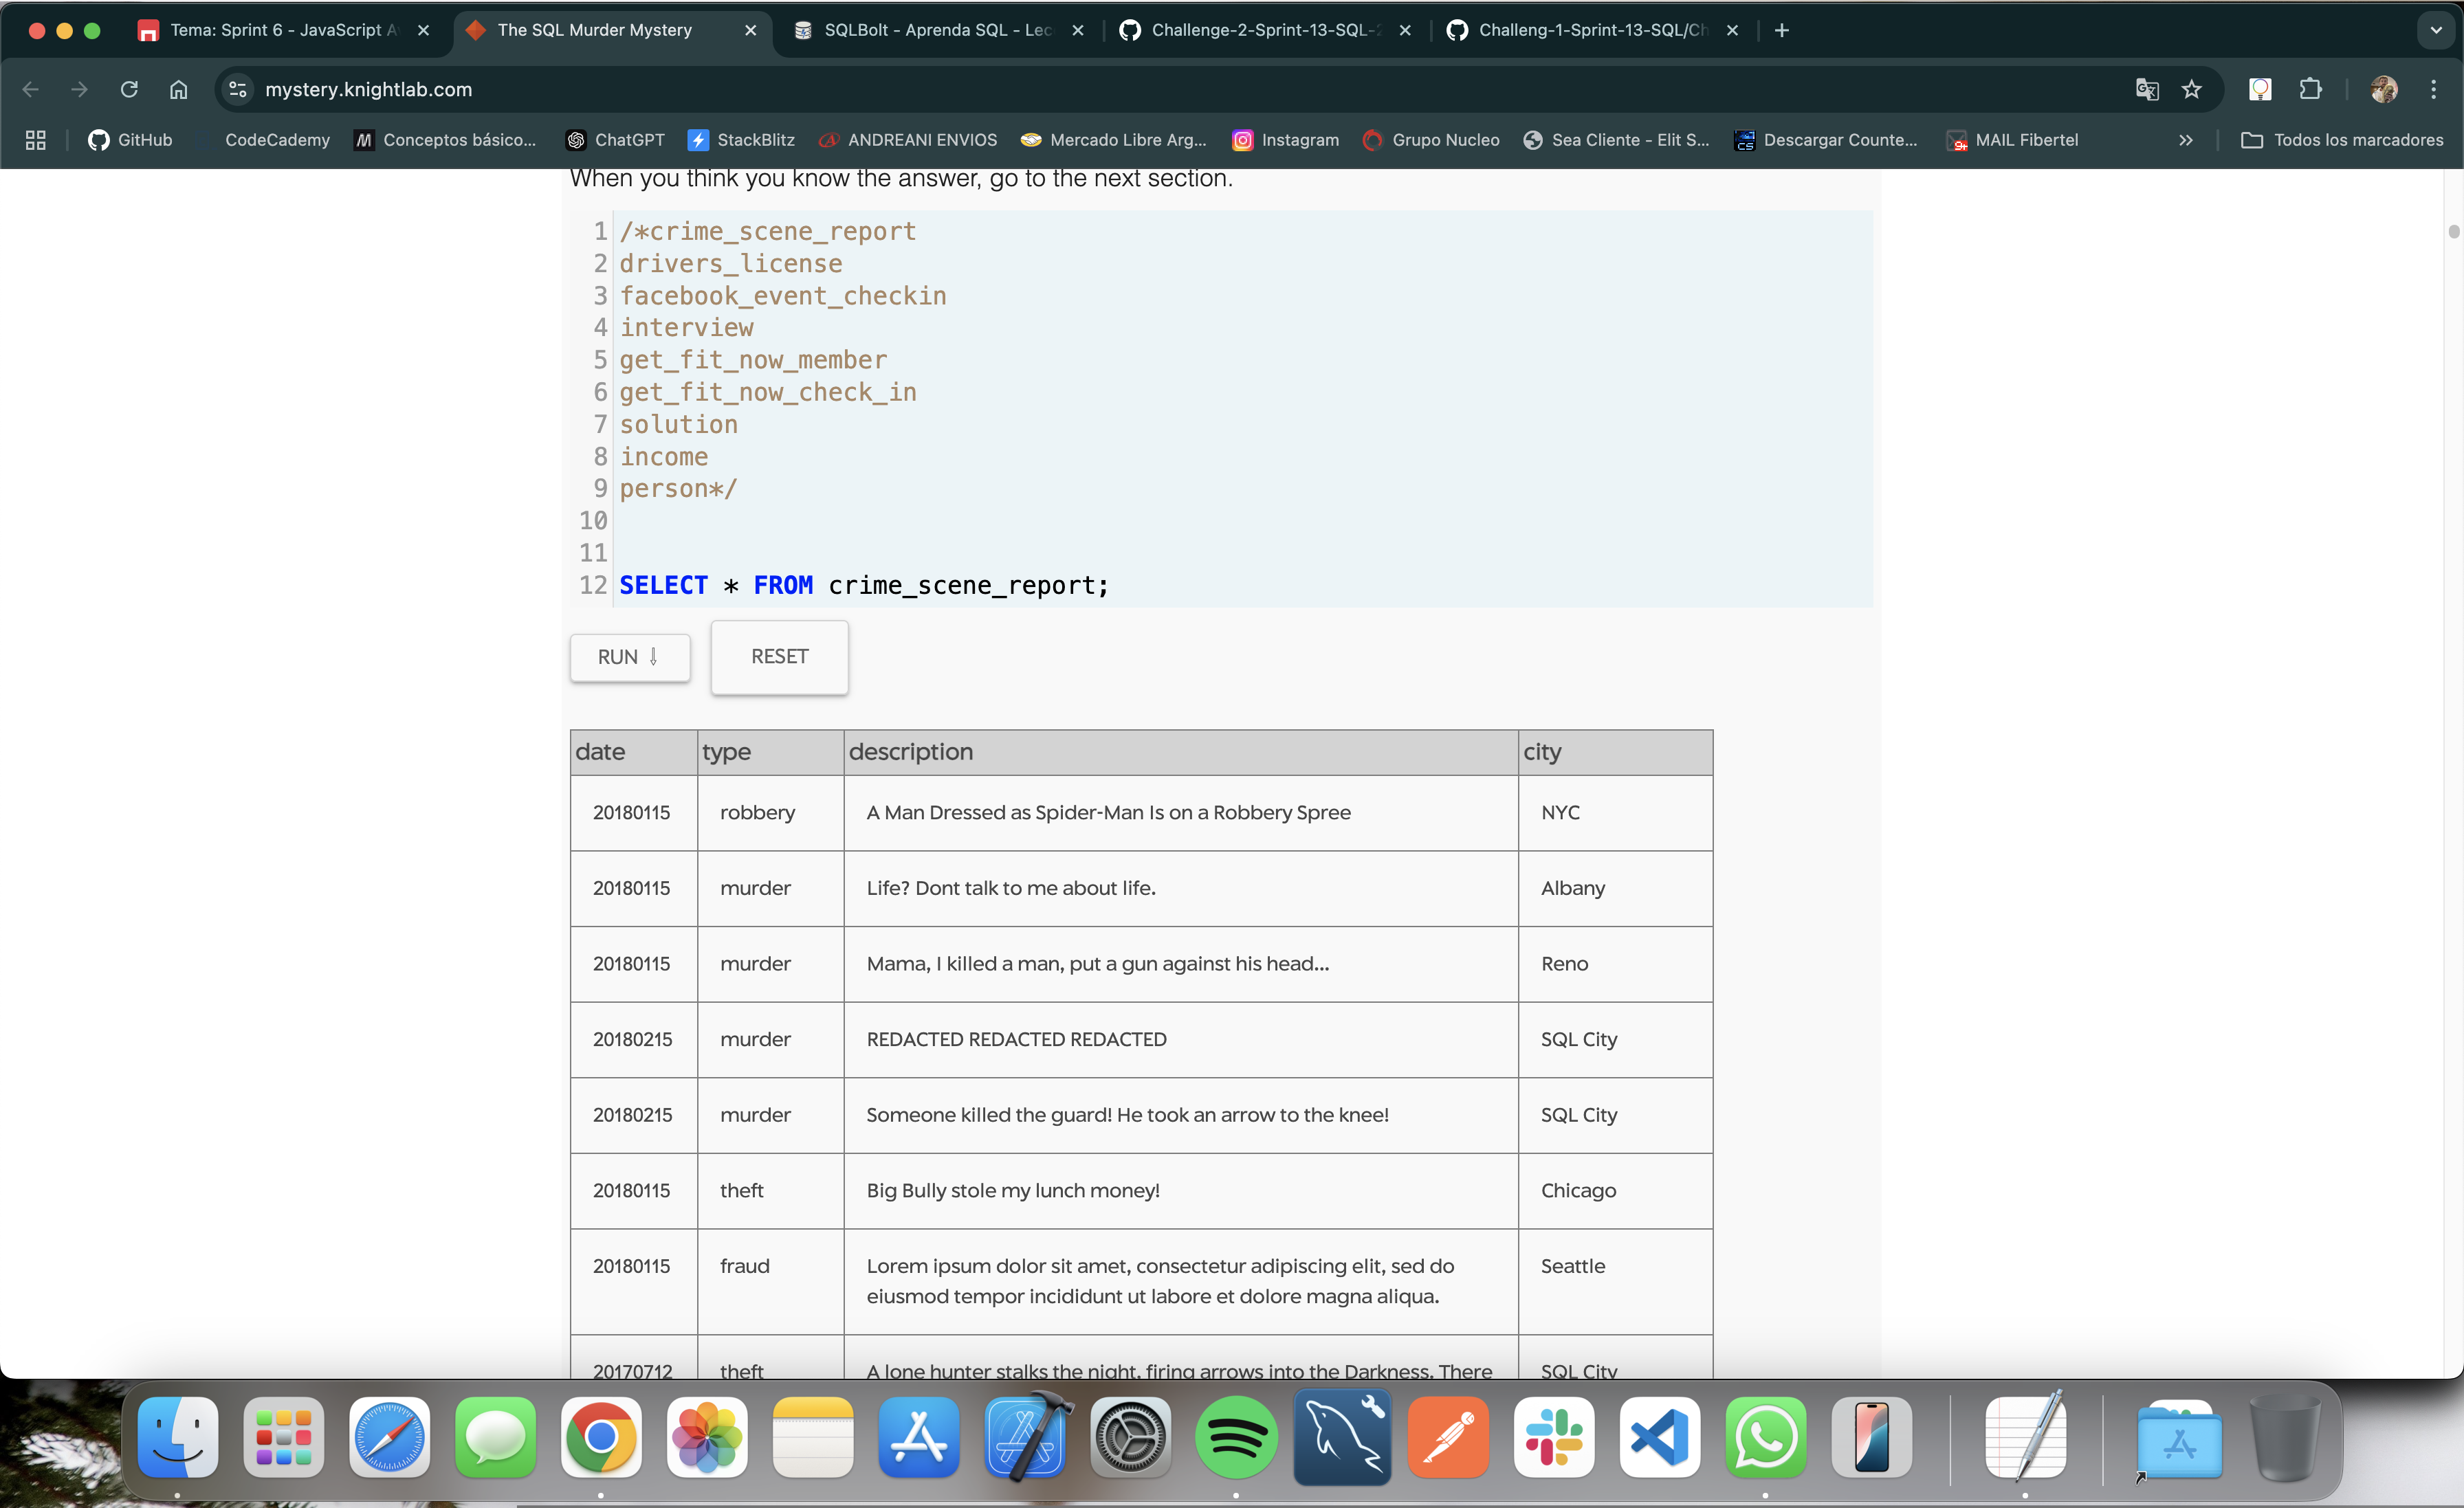 Tema: Sprint 6 - JavaScript A
The SQL Murder Mystery
SQLBolt - Aprenda SQL - Lec
Challenge-2-Sprint-13-SQL-2
Challeng-1-Sprint-13-SQL/Ch
mystery.knightlab.com
GitHub
CodeCademy
Conceptos básico...
ChatGPT
StackBlitz
ANDREANI ENVIOS
Mercado Libre Arg...
Instagram
Grupo Nucleo
Sea Cliente - Elit S...
Descargar Counte...
MAIL Fibertel
Todos los marcadores
When you think you know the answer, go to the next section.
1 /*crime_scene_report
2 drivers_license
3 facebook_event_checkin
4 interview
5 get_fit_now_member
6 get_fit_now_check_in
7 solution
8 income
9 person*/
10
11
12 SELECT * FROM crime_scene_report;
RUN ⇩ RESET
date type description city
20180115 robbery A Man Dressed as Spider-Man Is on a Robbery Spree NYC
20180115 murder Life? Dont talk to me about life. Albany
20180115 murder Mama, I killed a man, put a gun against his head... Reno
20180215 murder REDACTED REDACTED REDACTED SQL City
20180215 murder Someone killed the guard! He took an arrow to the knee! SQL City
20180115 theft Big Bully stole my lunch money! Chicago
20180115 fraud Lorem ipsum dolor sit amet, consectetur adipiscing elit, sed do Seattle
eiusmod tempor incididunt ut labore et dolore magna aliqua.
20170712 theft A lone hunter stalks the night, firing arrows into the Darkness. There SQL City